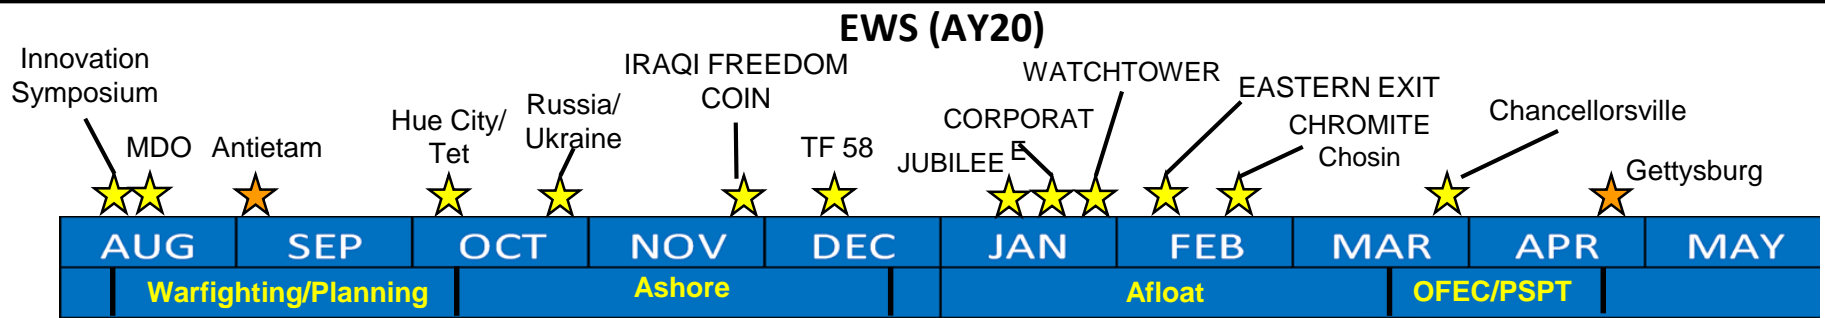 EWS (AY20)
Innovation
Symposium
MDO
Antietam
Hue City/
Tet
Russia/
Ukraine
IRAQI FREEDOM
COIN
TF 58
JUBILEE
CORPORAT
E
WATCHTOWER
EASTERN EXIT
CHROMITE
Chosin
Chancellorsville
Gettysburg
AUG SEP OCT NOV DEC JAN FEB MAR APR MAY
Warfighting/Planning Ashore Afloat OFEC/PSPT